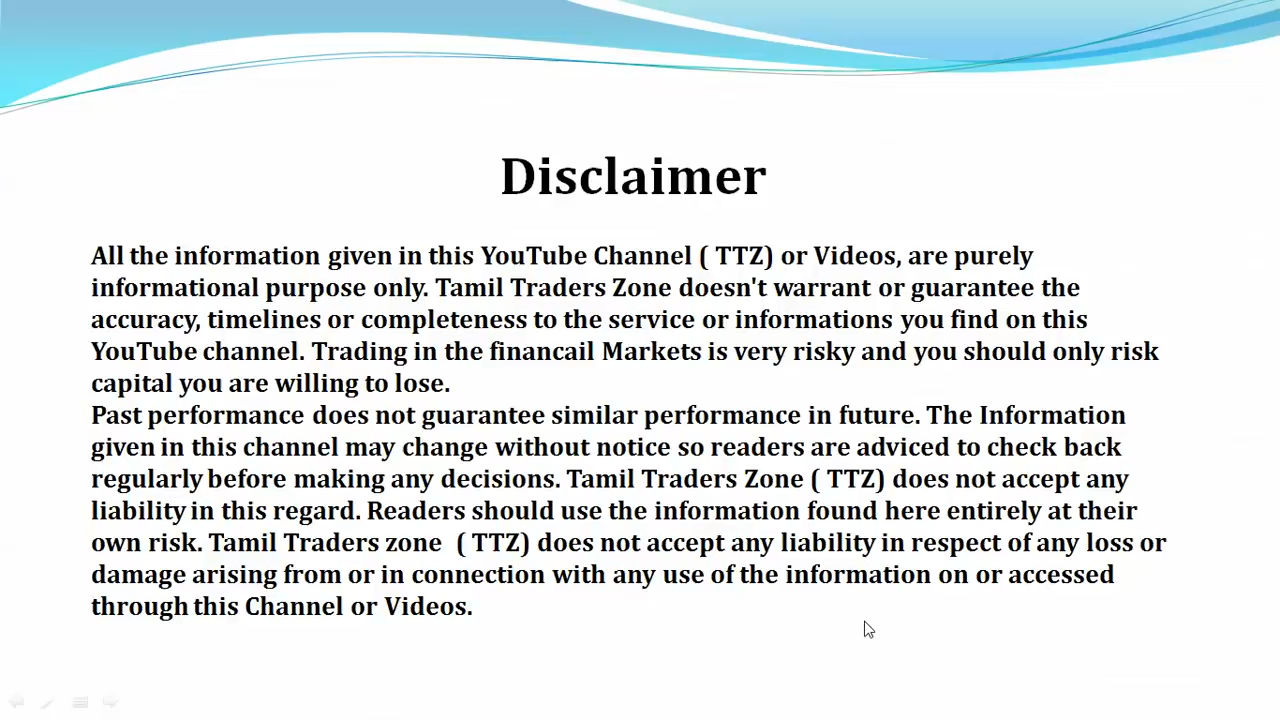 Disclaimer
All the information given in this YouTube Channel ( TTZ) or Videos, are purely
informational purpose only. Tamil Traders Zone doesn't warrant or guarantee the
accuracy, timelines or completeness to the service or informations you find on this
YouTube channel. Trading in the financail Markets is very risky and you should only risk
capital you are willing to lose.
Past performance does not guarantee similar performance in future. The Information
given in this channel may change without notice so readers are adviced to check back
regularly before making any decisions. Tamil Traders Zone ( TTZ) does not accept any
liability in this regard. Readers should use the information found here entirely at their
own risk. Tamil Traders zone  ( TTZ) does not accept any liability in respect of any loss or
damage arising from or in connection with any use of the information on or accessed
through this Channel or Videos.